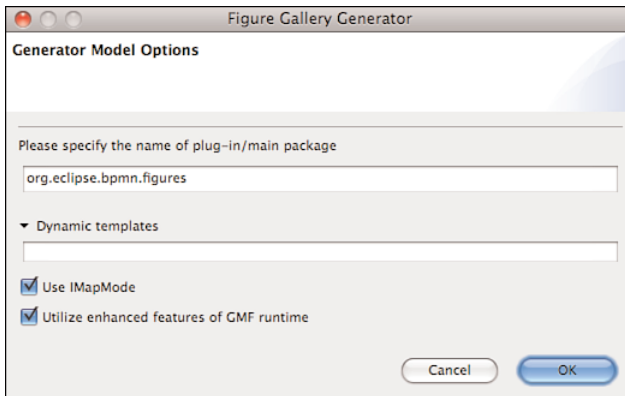 Figure Gallery Generator
Generator Model Options
Please specify the name of plug-in/main package
org.eclipse.bpmn.figures
Dynamic templates
Use IMapMode
Utilize enhanced features of GMF runtime
Cancel
OK